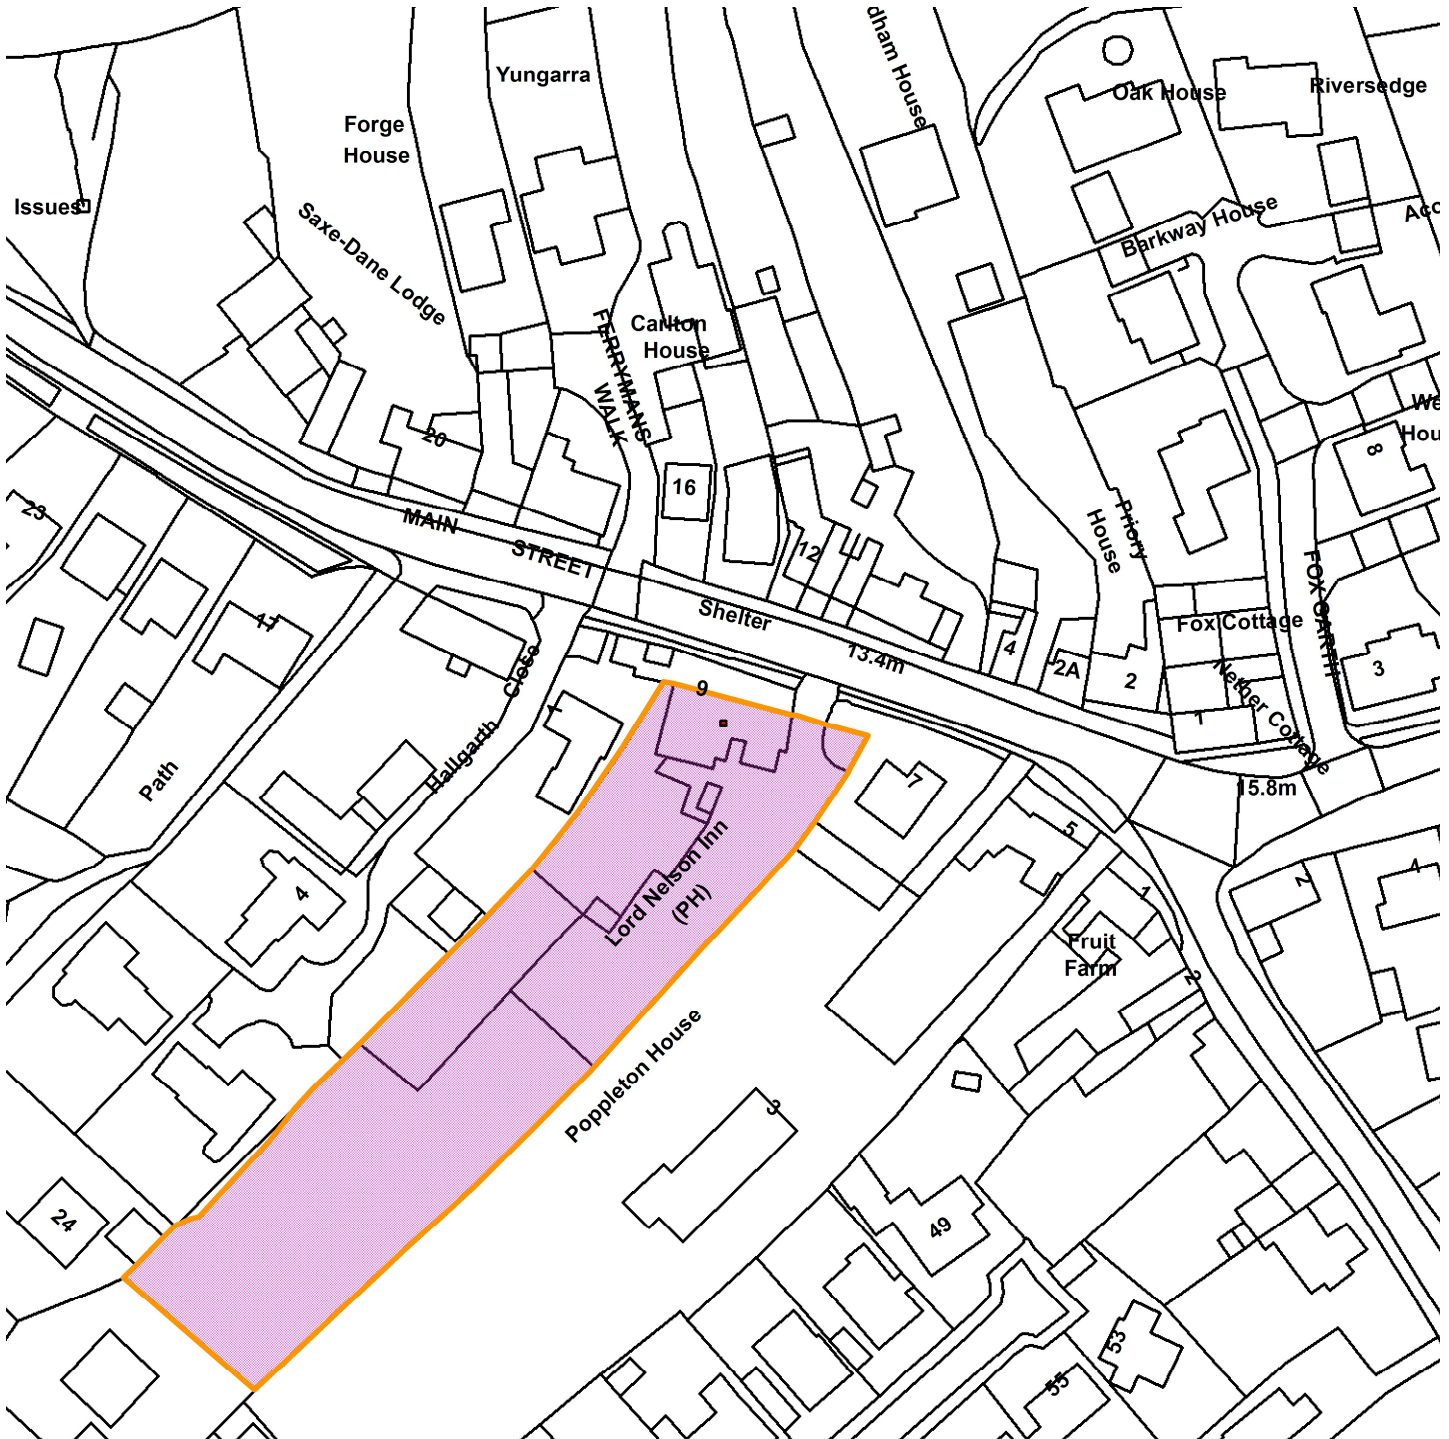 Yungarra
Oak House
Riversedge
Forge
House
Issues
Saxe-Dane Lodge
Barkway House
FERRYMANS
WALK
Carlton
House
20
16
8
23
MAIN
STREET
12
Priory
House
FOX GARTH
17
Shelter
13.4m
4
2A
2
Fox Cottage
3
Nether Cottage
1
15.8m
9
1
Close
Hallgarth
Path
7
5
4
Lord Nelson Inn
(PH)
1
2
4
Fruit
Farm
2
Poppleton House
3
24
49
53
55